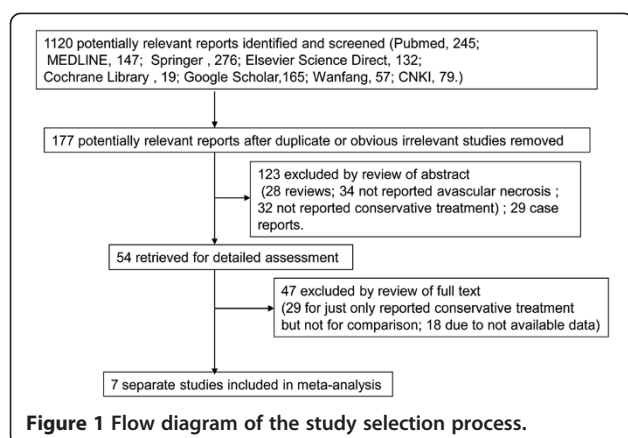 1120 potentially relevant reports identified and screened (Pubmed, 245;
MEDLINE, 147; Springer , 276; Elsevier Science Direct, 132;
Cochrane Library , 19; Google Scholar,165; Wanfang, 57; CNKI, 79.)
177 potentially relevant reports after duplicate or obvious irrelevant studies removed
123 excluded by review of abstract
(28 reviews; 34 not reported avascular necrosis ;
32 not reported conservative treatment) ; 29 case
reports.
54 retrieved for detailed assessment
47 excluded by review of full text
(29 for just only reported conservative treatment
but not for comparison; 18 due to not available data)
7 separate studies included in meta-analysis
Figure 1 Flow diagram of the study selection process.